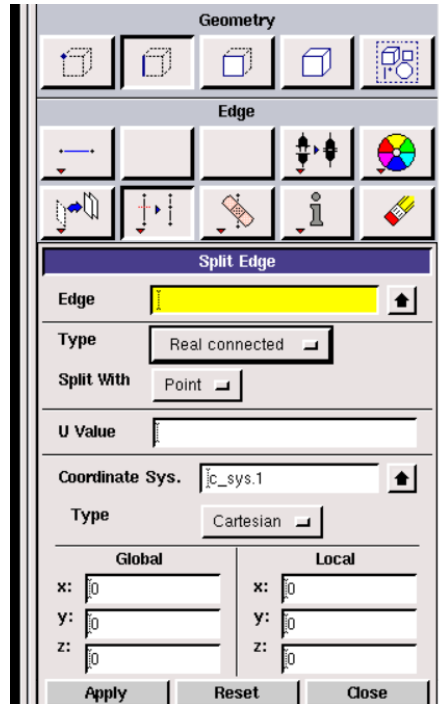 Geometry
Edge
Split Edge
Edge
Type Real connected
Split With Point
U Value
Coordinate Sys. c_sys.1
Type Cartesian
Global Local
x: 0 x: 0
y: 0 y: 0
z: 0 z: 0
Apply Reset Close